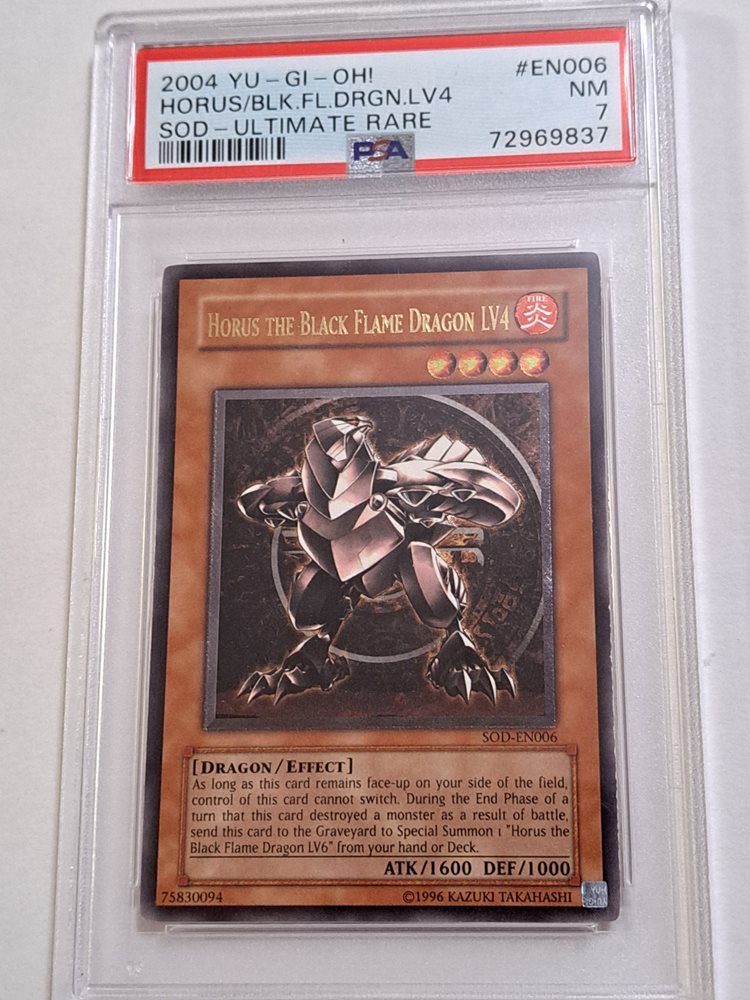 2004 YU-GI-OH! #EN006
HORUS/BLK.FL.DRGN.LV4 NM
SOD-ULTIMATE RARE 7
PSA 72969837
HORUS THE BLACK FLAME DRAGON LV4
FIRE
炎
SOD-EN006
[DRAGON/EFFECT]
As long as this card remains face-up on your side of the field,
control of this card cannot switch. During the End Phase of a
turn that this card destroyed a monster as a result of battle,
send this card to the Graveyard to Special Summon 1 "Horus the
Black Flame Dragon LV6" from your hand or Deck.
ATK/1600 DEF/1000
75830094 ©1996 KAZUKI TAKAHASHI